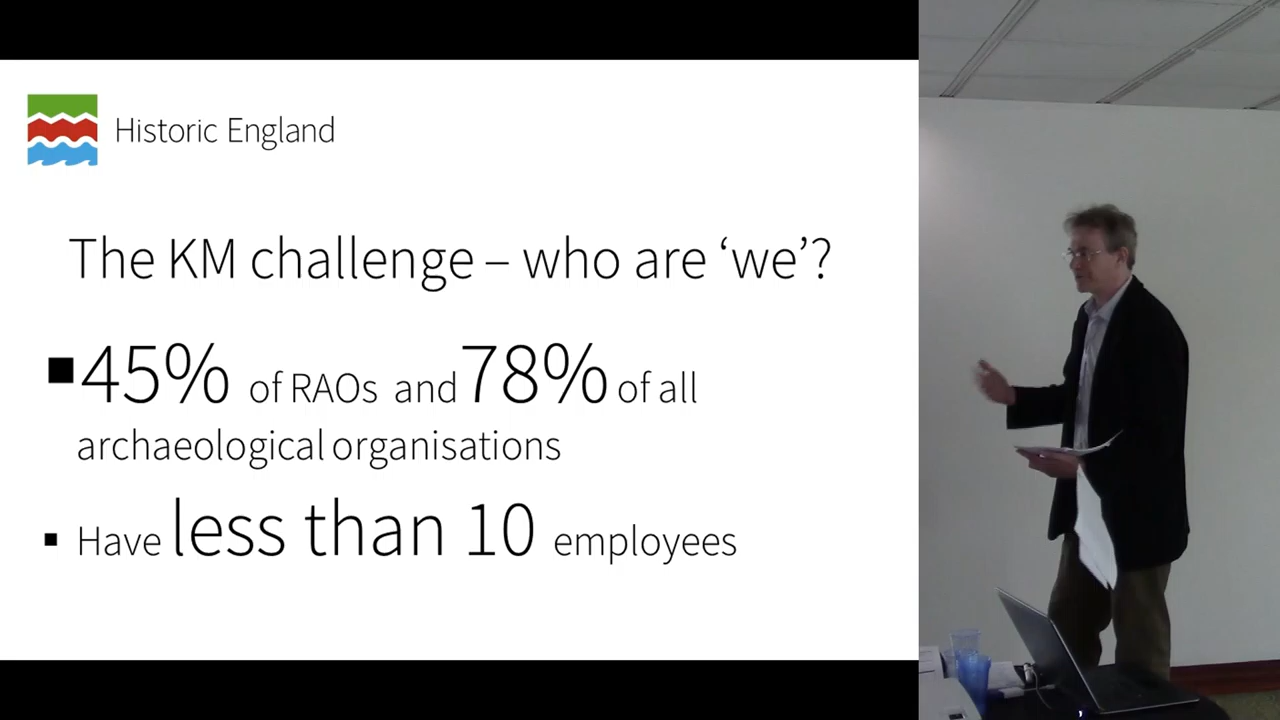 Historic England
The KM challenge – who are ‘we’?
▪45% of RAOs and 78% of all
archaeological organisations
▪ Have less than 10 employees